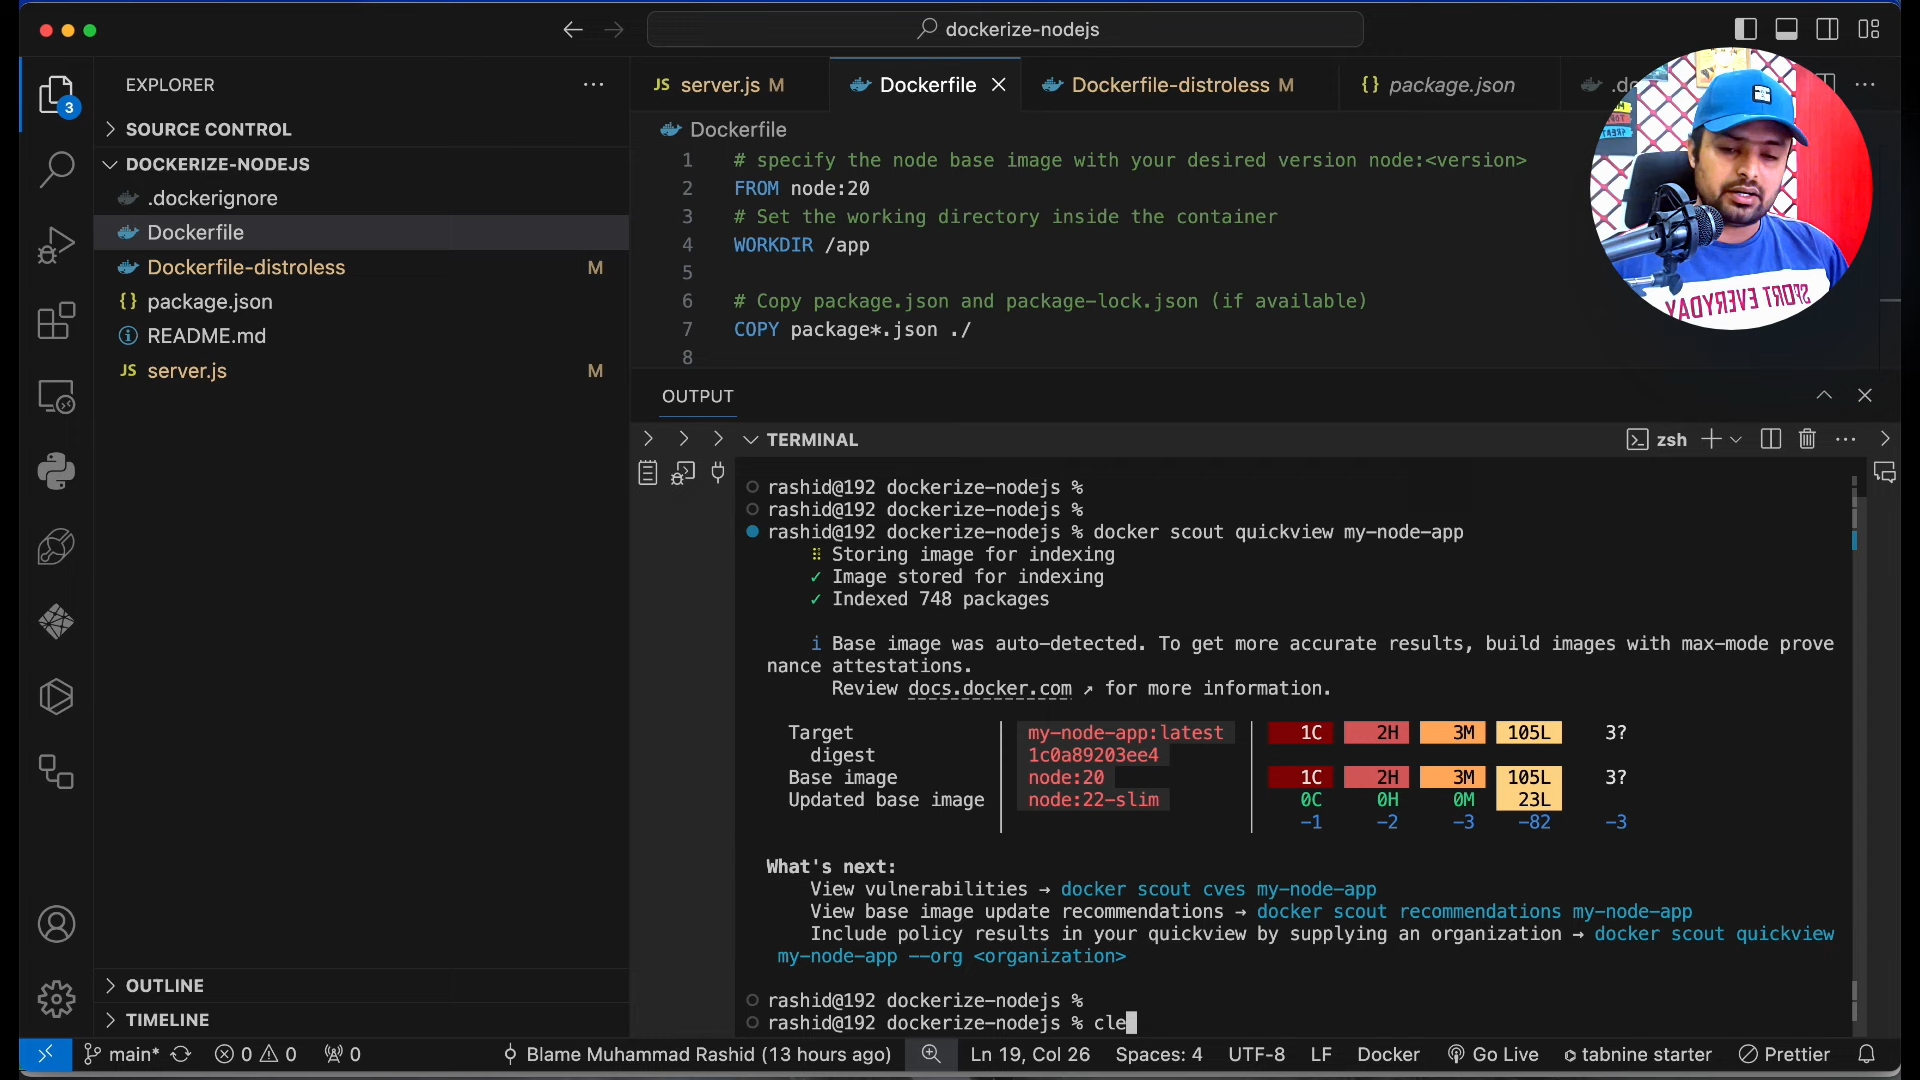 dockerize-nodejs
EXPLORER
SOURCE CONTROL
DOCKERIZE-NODEJS
.dockerignore
Dockerfile
Dockerfile-distroless M
package.json
README.md
JS server.js M
OUTLINE
TIMELINE
3
JS server.js M
Dockerfile
Dockerfile-distroless M
{} package.json
Dockerfile
1 # specify the node base image with your desired version node:<version>
2 FROM node:20
3 # Set the working directory inside the container
4 WORKDIR /app
5
6 # Copy package.json and package-lock.json (if available)
7 COPY package*.json ./
8
SPORT EVERYDAY
OUTPUT
TERMINAL
zsh
rashid@192 dockerize-nodejs %
rashid@192 dockerize-nodejs %
rashid@192 dockerize-nodejs % docker scout quickview my-node-app
Storing image for indexing
✓ Image stored for indexing
✓ Indexed 748 packages
i Base image was auto-detected. To get more accurate results, build images with max-mode prove
nance attestations.
Review docs.docker.com ↗ for more information.
Target | my-node-app:latest | 1C 2H 3M 105L 3?
digest | 1c0a89203ee4 |
Base image | node:20 | 1C 2H 3M 105L 3?
Updated base image | node:22-slim | 0C 0H 0M 23L
-1 -2 -3 -82 -3
What's next:
View vulnerabilities → docker scout cves my-node-app
View base image update recommendations → docker scout recommendations my-node-app
Include policy results in your quickview by supplying an organization → docker scout quickview
my-node-app --org <organization>
rashid@192 dockerize-nodejs %
rashid@192 dockerize-nodejs % cle
main* 0 0 0 Blame Muhammad Rashid (13 hours ago) Ln 19, Col 26 Spaces: 4 UTF-8 LF Docker Go Live tabnine starter Prettier